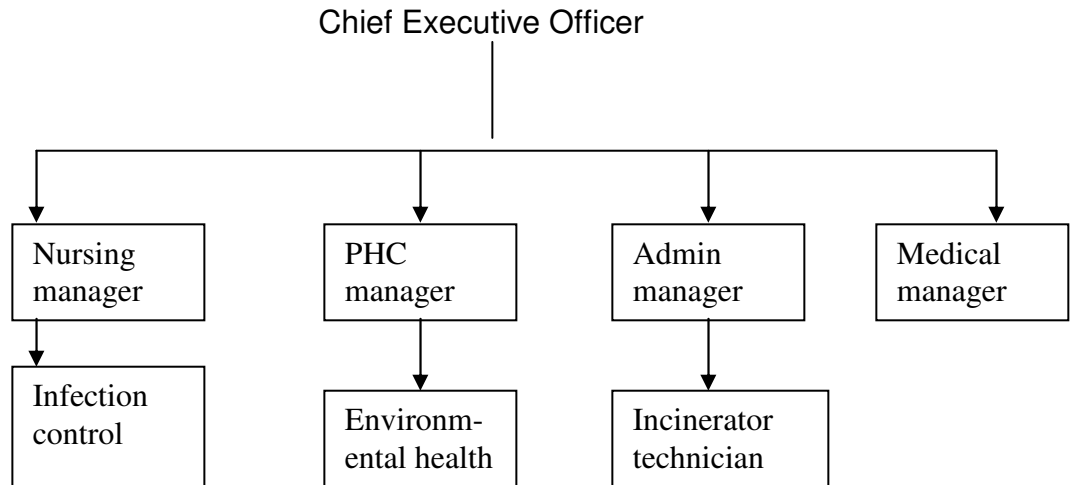 Chief Executive Officer
Nursing
manager
PHC
manager
Admin
manager
Medical
manager
Infection
control
Environm-
ental health
Incinerator
technician